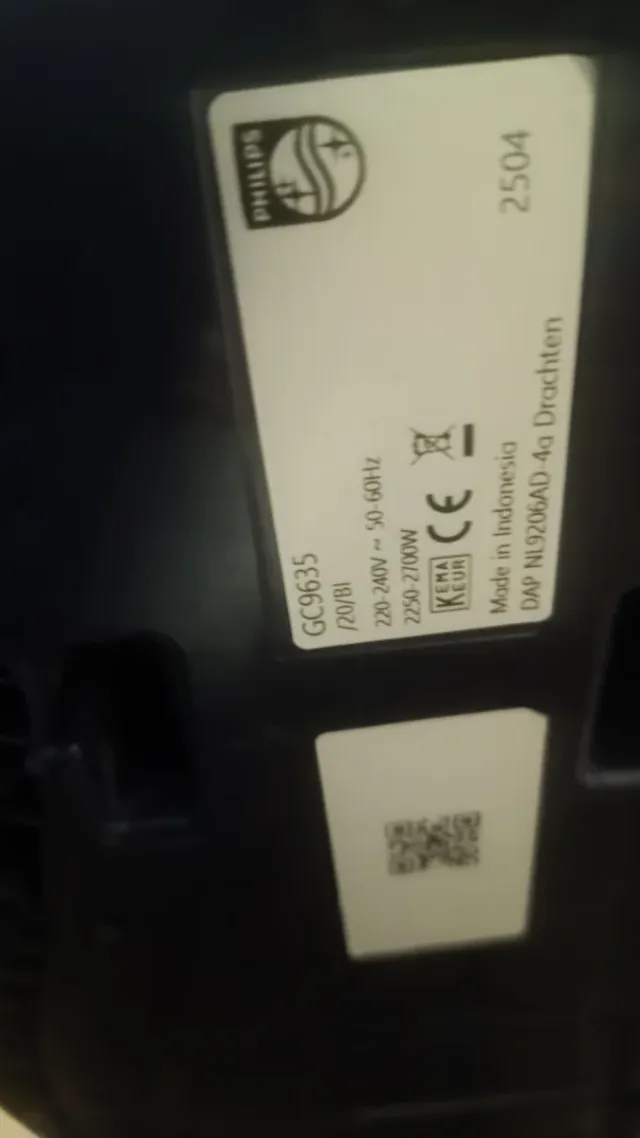 PHILIPS
GC9635
/20/BI
220-240V ~ 50-60Hz
2250-2700W
KEMA
KEUR
CE
Made in Indonesia
DAP NL9206AD-4a Drachten
2504